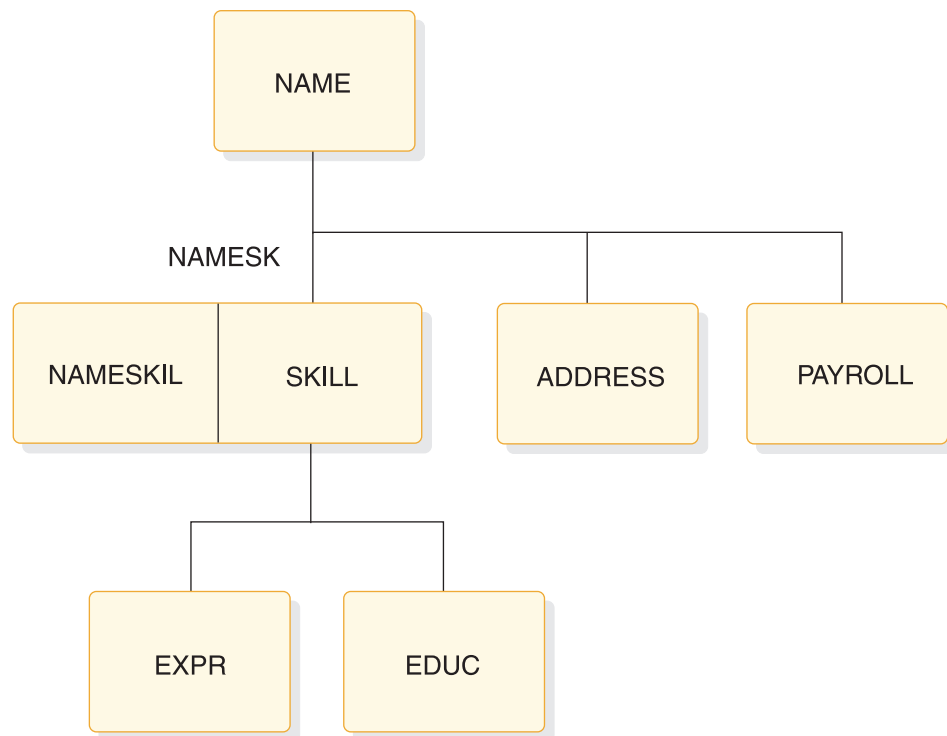 NAME
NAMESK
NAMESKIL
SKILL
ADDRESS
PAYROLL
EXPR
EDUC